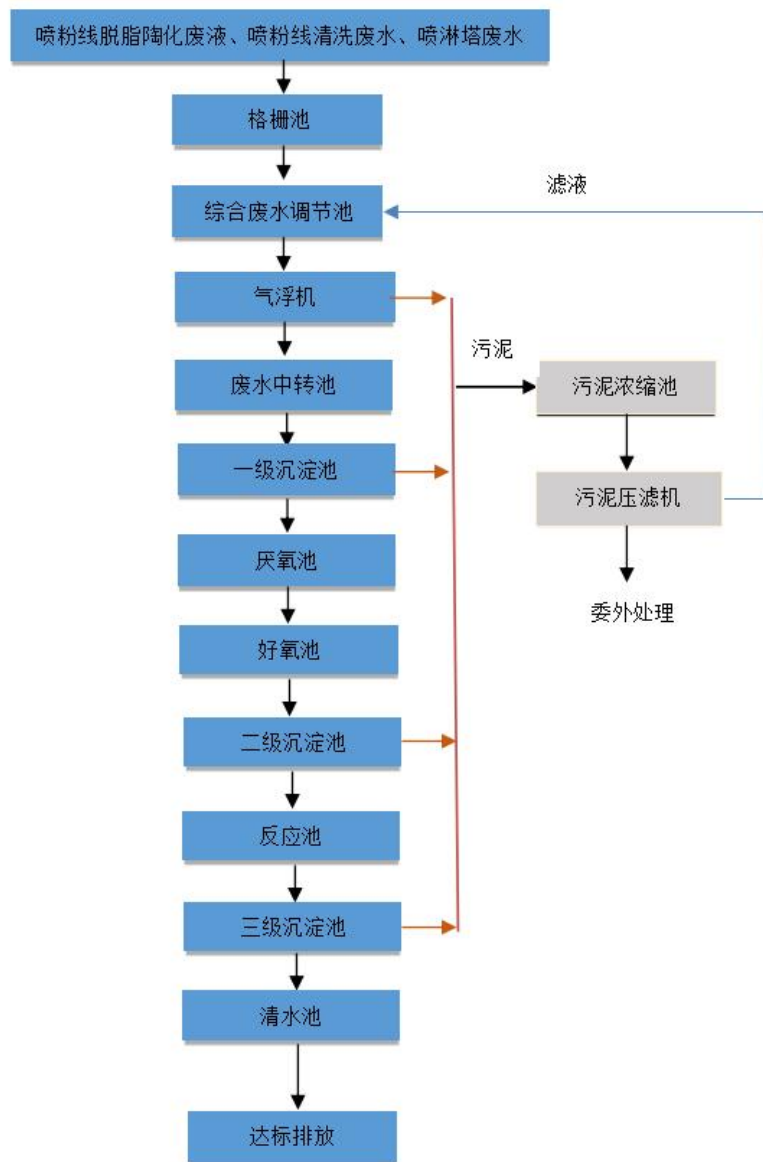 喷粉线脱脂陶化废液、喷粉线清洗废水、喷淋塔废水
格栅池
滤液
综合废水调节池
气浮机
污泥
废水中转池
污泥浓缩池
一级沉淀池
污泥压滤机
厌氧池
委外处理
好氧池
二级沉淀池
反应池
三级沉淀池
清水池
达标排放